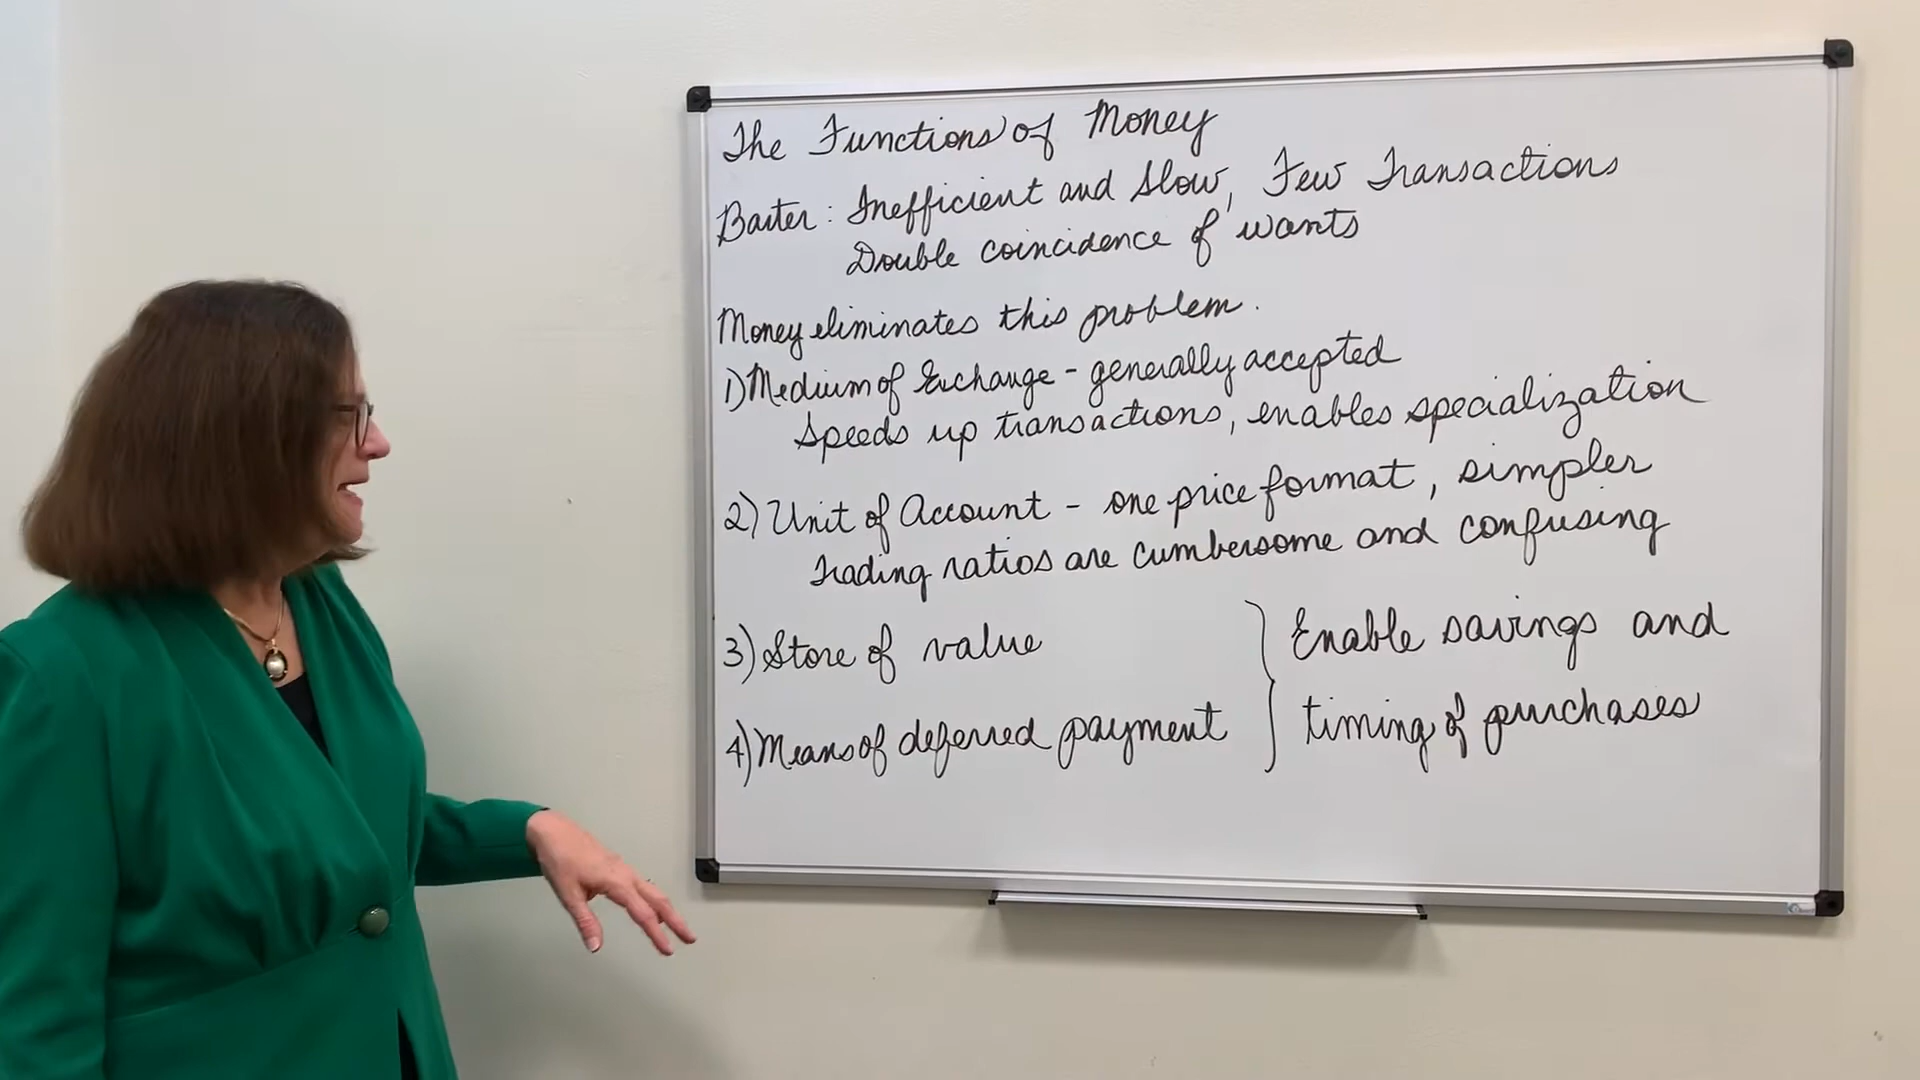 The Functions of Money
Barter: Inefficient and Slow, Few Transactions
Double coincidence of wants
Money eliminates this problem.
1) Medium of Exchange - generally accepted
Speeds up transactions, enables specialization
2) Unit of Account - one price format, simpler
Trading ratios are cumbersome and confusing
3) Store of value
4) Means of deferred payment
Enable savings and
timing of purchases